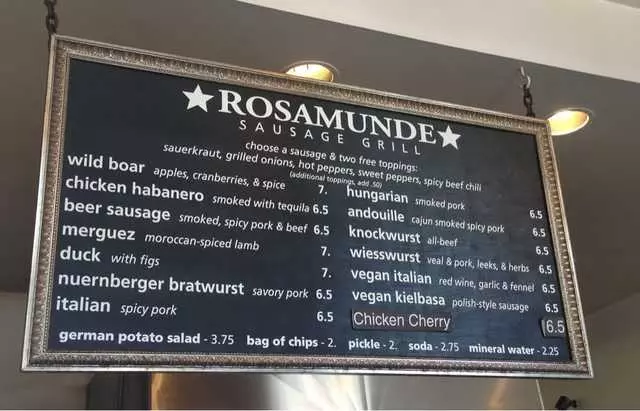 ★ROSAMUNDE★
SAUSAGE GRILL
choose a sausage & two free toppings:
sauerkraut, grilled onions, hot peppers, sweet peppers, spicy beef chili
(additional toppings, add .50)
wild boar apples, cranberries, & spice 7.
chicken habanero smoked with tequila 6.5
beer sausage smoked, spicy pork & beef 6.5
merguez moroccan-spiced lamb 7.
duck with figs 7.
nuernberger bratwurst savory pork 6.5
italian spicy pork 6.5
hungarian smoked pork 6.5
andouille cajun smoked spicy pork 6.5
knockwurst all-beef 6.5
wiesswurst veal & pork, leeks, & herbs 6.5
vegan italian red wine, garlic & fennel 6.5
vegan kielbasa polish-style sausage 6.5
Chicken Cherry 6.5
german potato salad - 3.75 bag of chips - 2. pickle - 2. soda - 2.75 mineral water - 2.25